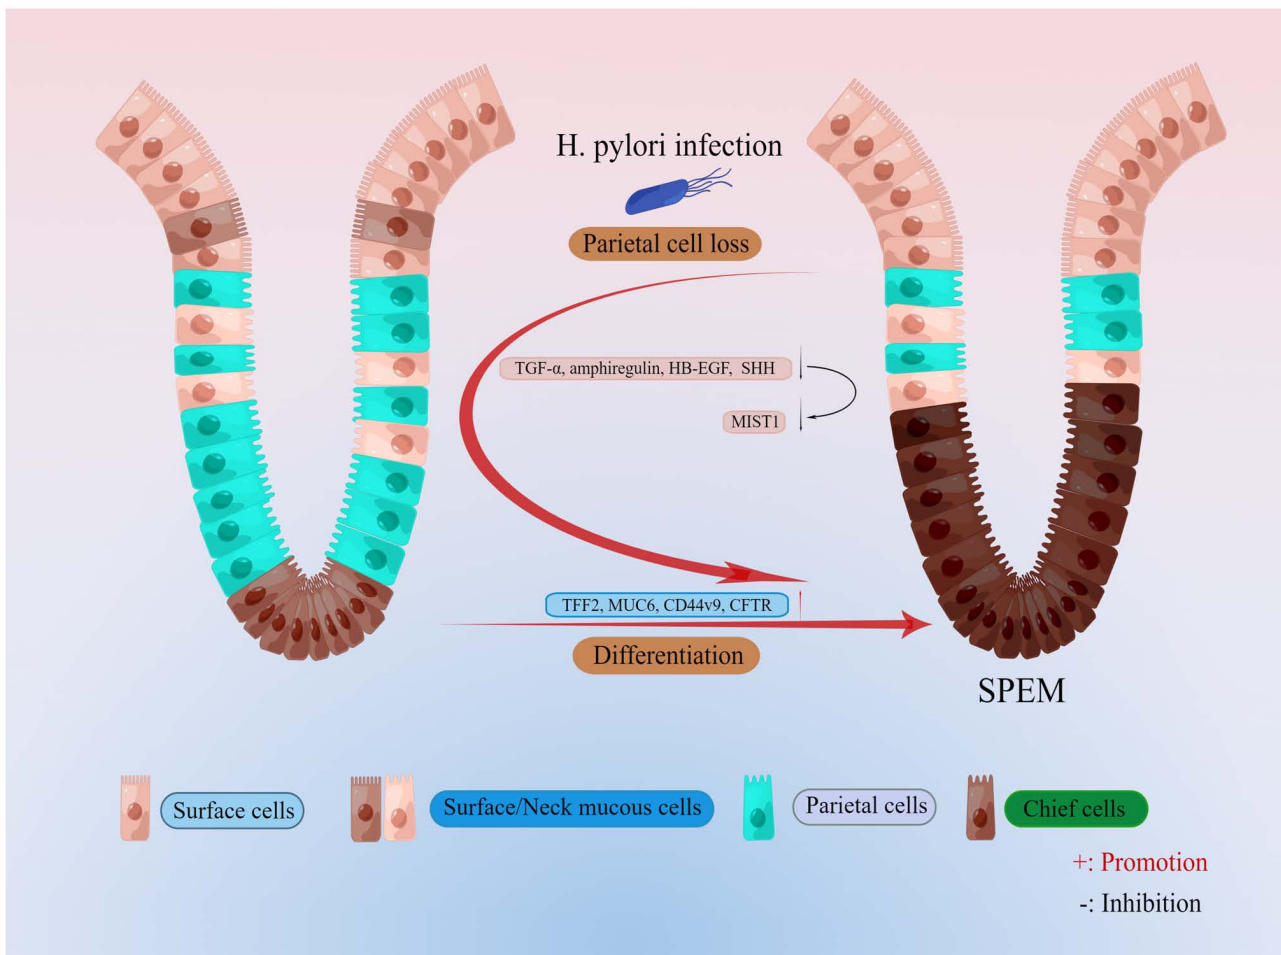 H. pylori infection
Parietal cell loss
TGF-α, amphiregulin, HB-EGF, SHH
MIST1
TFF2, MUC6, CD44v9, CFTR
Differentiation
SPEM
Surface cells
Surface/Neck mucous cells
Parietal cells
Chief cells
+: Promotion
-: Inhibition